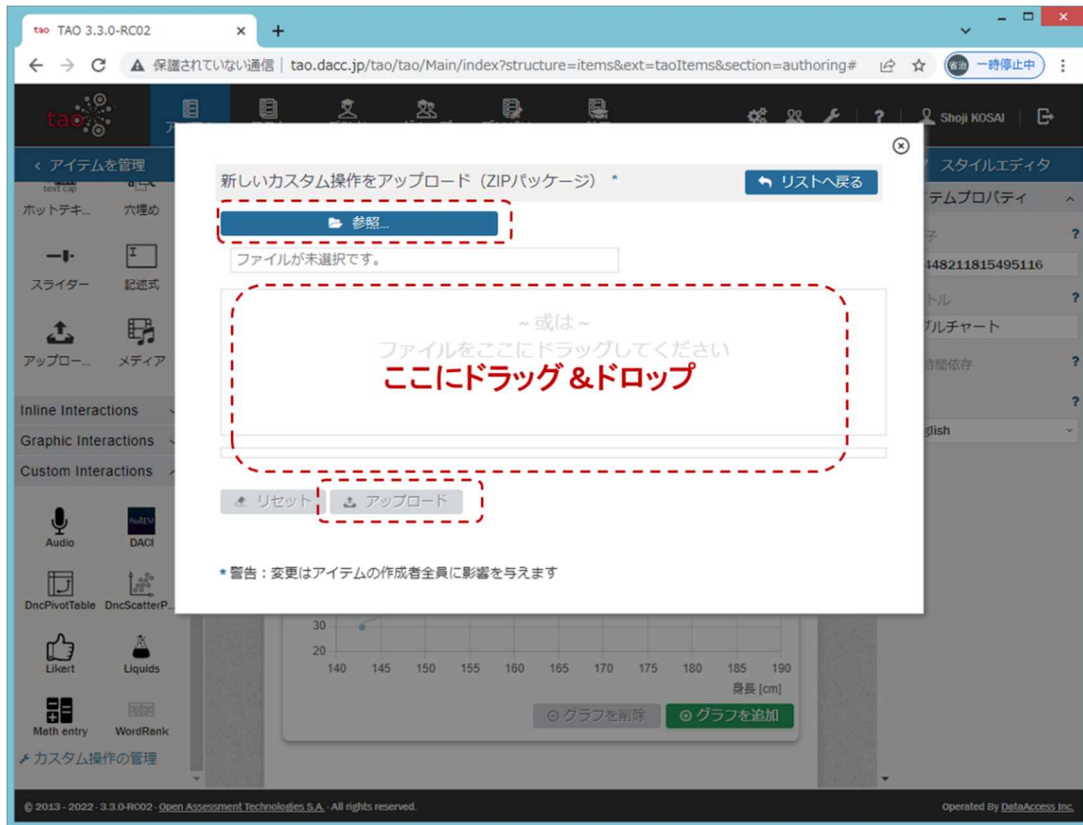 tao TAO 3.3.0-RC02
保護されていない通信 | tao.dacc.jp/tao/tao/Main/index?structure=items&ext=taoItems&section=authoring#
一時停止中
tao
?
Shoji KOSAI
アイテムを管理
スタイルエディタ
新しいカスタム操作をアップロード(ZIPパッケージ) *
リストへ戻る
参照...
ファイルが未選択です。
~ 或は ~
ファイルをここにドラッグしてください
ここにドラッグ &ドロップ
リセット
アップロード
* 警告:変更はアイテムの作成者全員に影響を与えます
text cap
ホットテキ...
穴埋め
スライダー
記述式
アップロー...
メディア
Inline Interactions
Graphic Interactions
Custom Interactions
Audio
DACI
DncPivotTable
DncScatterP...
Likert
Liquids
Math entry
WordRank
カスタム操作の管理
テムプロパティ
子
?
448211815495116
トル
?
ブルチャート
時間依存
?
?
glish
30
20
140 145 150 155 160 165 170 175 180 185 190
身長 [cm]
グラフを削除
グラフを追加
© 2013 - 2022 · 3.3.0-RC02 · Open Assessment Technologies S.A. · All rights reserved.
Operated By DataAccess Inc.